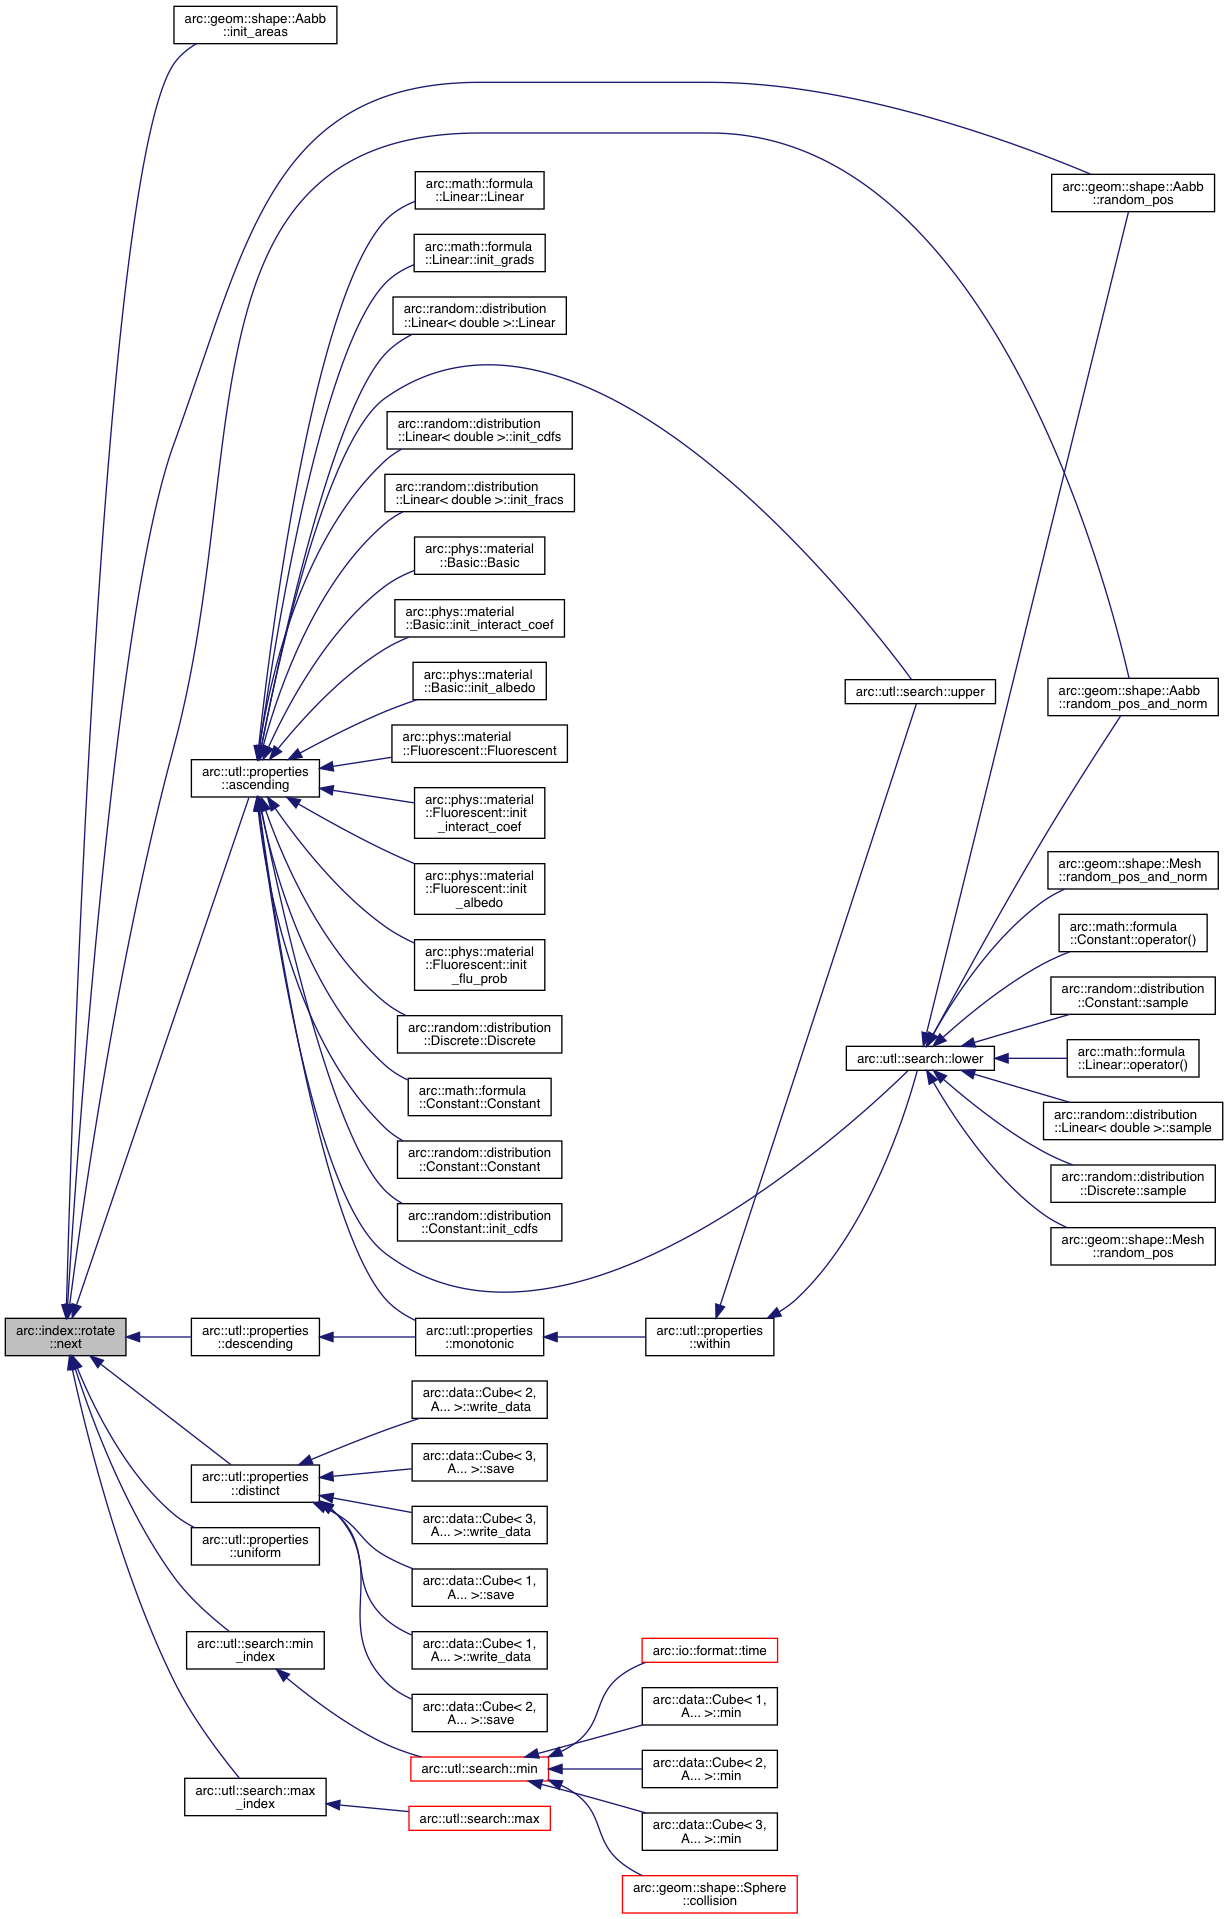 arc::geom::shape::Aabb
::init_areas
arc::geom::shape::Aabb
::random_pos
arc::math::formula
::Linear::Linear
arc::math::formula
::Linear::init_grads
arc::random::distribution
::Linear< double >::Linear
arc::random::distribution
::Linear< double >::init_cdfs
arc::random::distribution
::Linear< double >::init_fracs
arc::phys::material
::Basic::Basic
arc::phys::material
::Basic::init_interact_coef
arc::phys::material
::Basic::init_albedo
arc::utl::search::upper
arc::geom::shape::Aabb
::random_pos_and_norm
arc::phys::material
::Fluorescent::Fluorescent
arc::utl::properties
::ascending
arc::phys::material
::Fluorescent::init
_interact_coef
arc::phys::material
::Fluorescent::init
_albedo
arc::geom::shape::Mesh
::random_pos_and_norm
arc::math::formula
::Constant::operator()
arc::phys::material
::Fluorescent::init
_flu_prob
arc::random::distribution
::Constant::sample
arc::random::distribution
::Discrete::Discrete
arc::utl::search::lower
arc::math::formula
::Linear::operator()
arc::math::formula
::Constant::Constant
arc::random::distribution
::Linear< double >::sample
arc::random::distribution
::Constant::Constant
arc::random::distribution
::Discrete::sample
arc::random::distribution
::Constant::init_cdfs
arc::geom::shape::Mesh
::random_pos
arc::index::rotate
::next
arc::utl::properties
::descending
arc::utl::properties
::monotonic
arc::utl::properties
::within
arc::data::Cube< 2,
A... >::write_data
arc::data::Cube< 3,
A... >::save
arc::utl::properties
::distinct
arc::data::Cube< 3,
A... >::write_data
arc::utl::properties
::uniform
arc::data::Cube< 1,
A... >::save
arc::utl::search::min
_index
arc::data::Cube< 1,
A... >::write_data
arc::io::format::time
arc::data::Cube< 2,
A... >::save
arc::data::Cube< 1,
A... >::min
arc::utl::search::min
arc::data::Cube< 2,
A... >::min
arc::utl::search::max
_index
arc::utl::search::max
arc::data::Cube< 3,
A... >::min
arc::geom::shape::Sphere
::collision